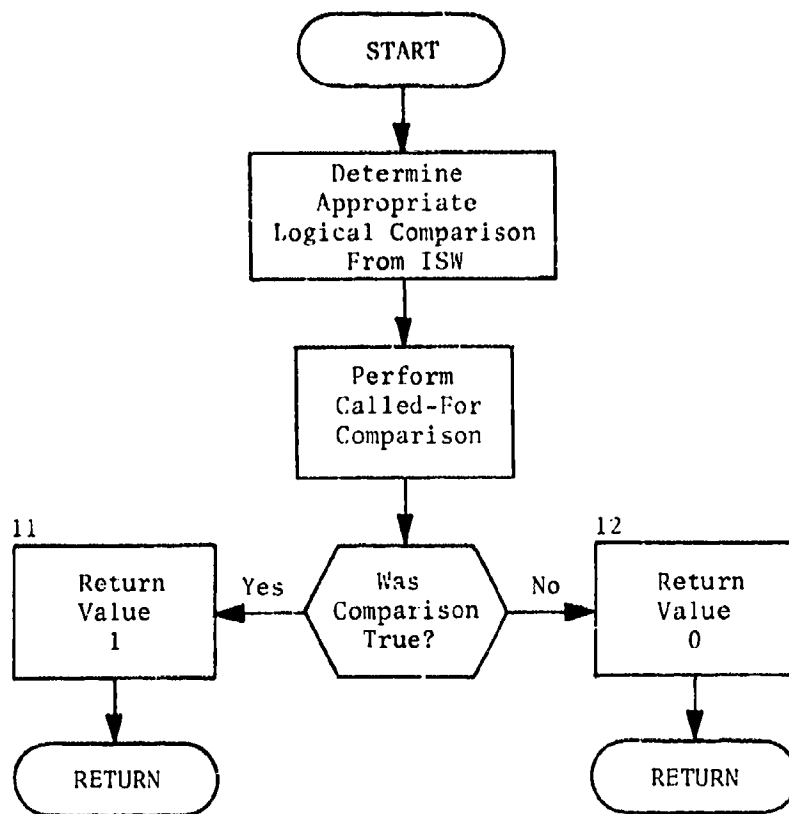 START
Determine
Appropriate
Logical Comparison
From ISW
Perform
Called-For
Comparison
11
12
Return
Value
1
Yes
Was
Comparison
True?
No
Return
Value
0
RETURN
RETURN